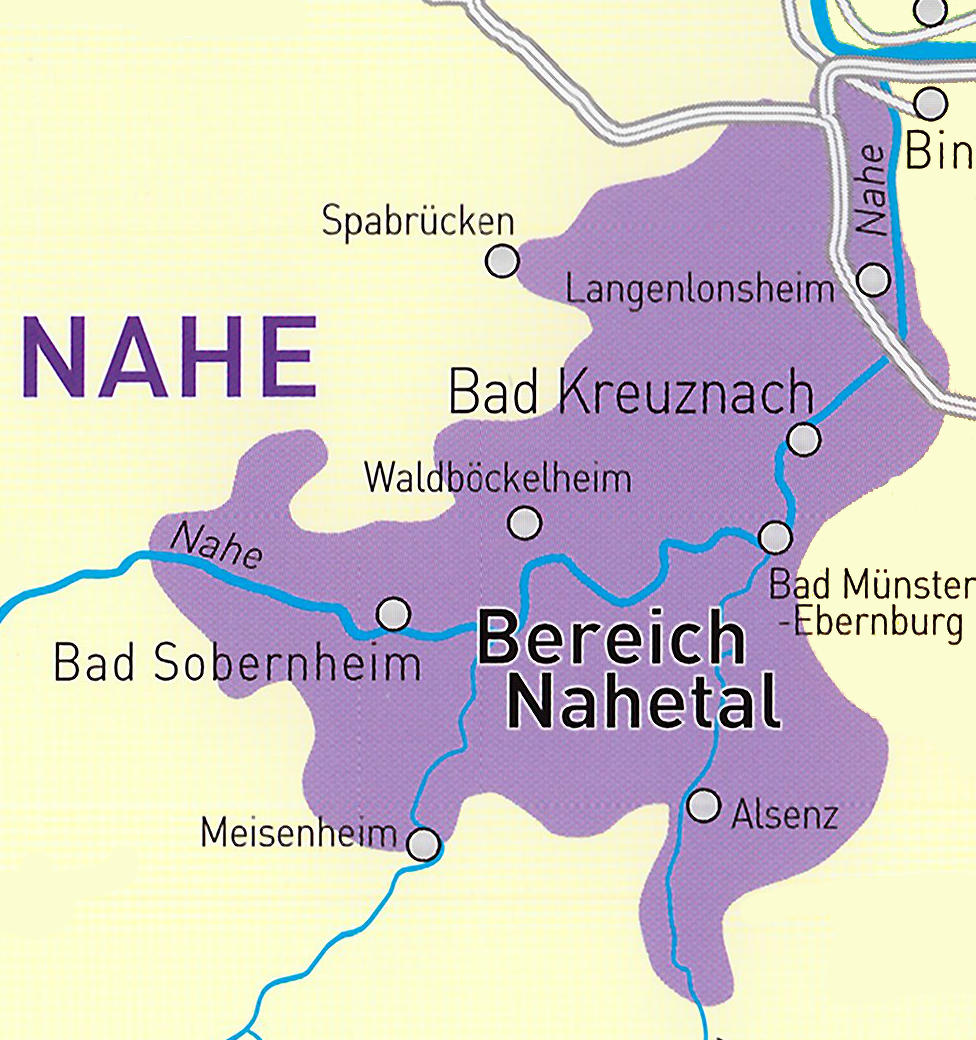 Bin
Nahe
Spabrücken
Langenlonsheim
NAHE
Bad Kreuznach
Waldböckelheim
Nahe
Bad Münster
-Ebernburg
Bereich
Nahetal
Bad Sobernheim
Alsenz
Meisenheim